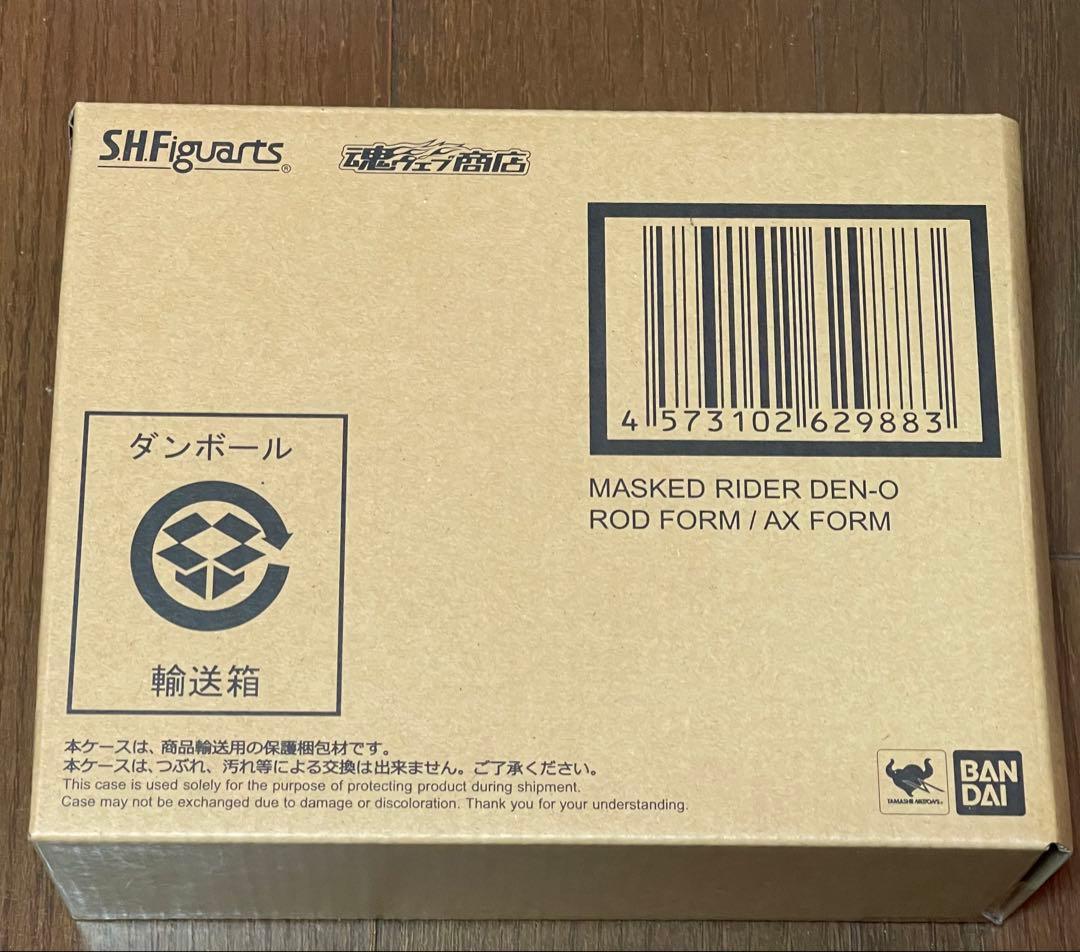 S.H.Figuarts®
魂ウェブ商店
4 573102 629883
MASKED RIDER DEN-O
ROD FORM / AX FORM
ダンボール
輸送箱
本ケースは、商品輸送用の保護梱包材です。
本ケースは、つぶれ、汚れ等による交換は出来ません。ご了承ください。
This case is used solely for the purpose of protecting product during shipment.
Case may not be exchanged due to damage or discoloration. Thank you for your understanding.
TAMASHII NATIONS®
BAN
DAI